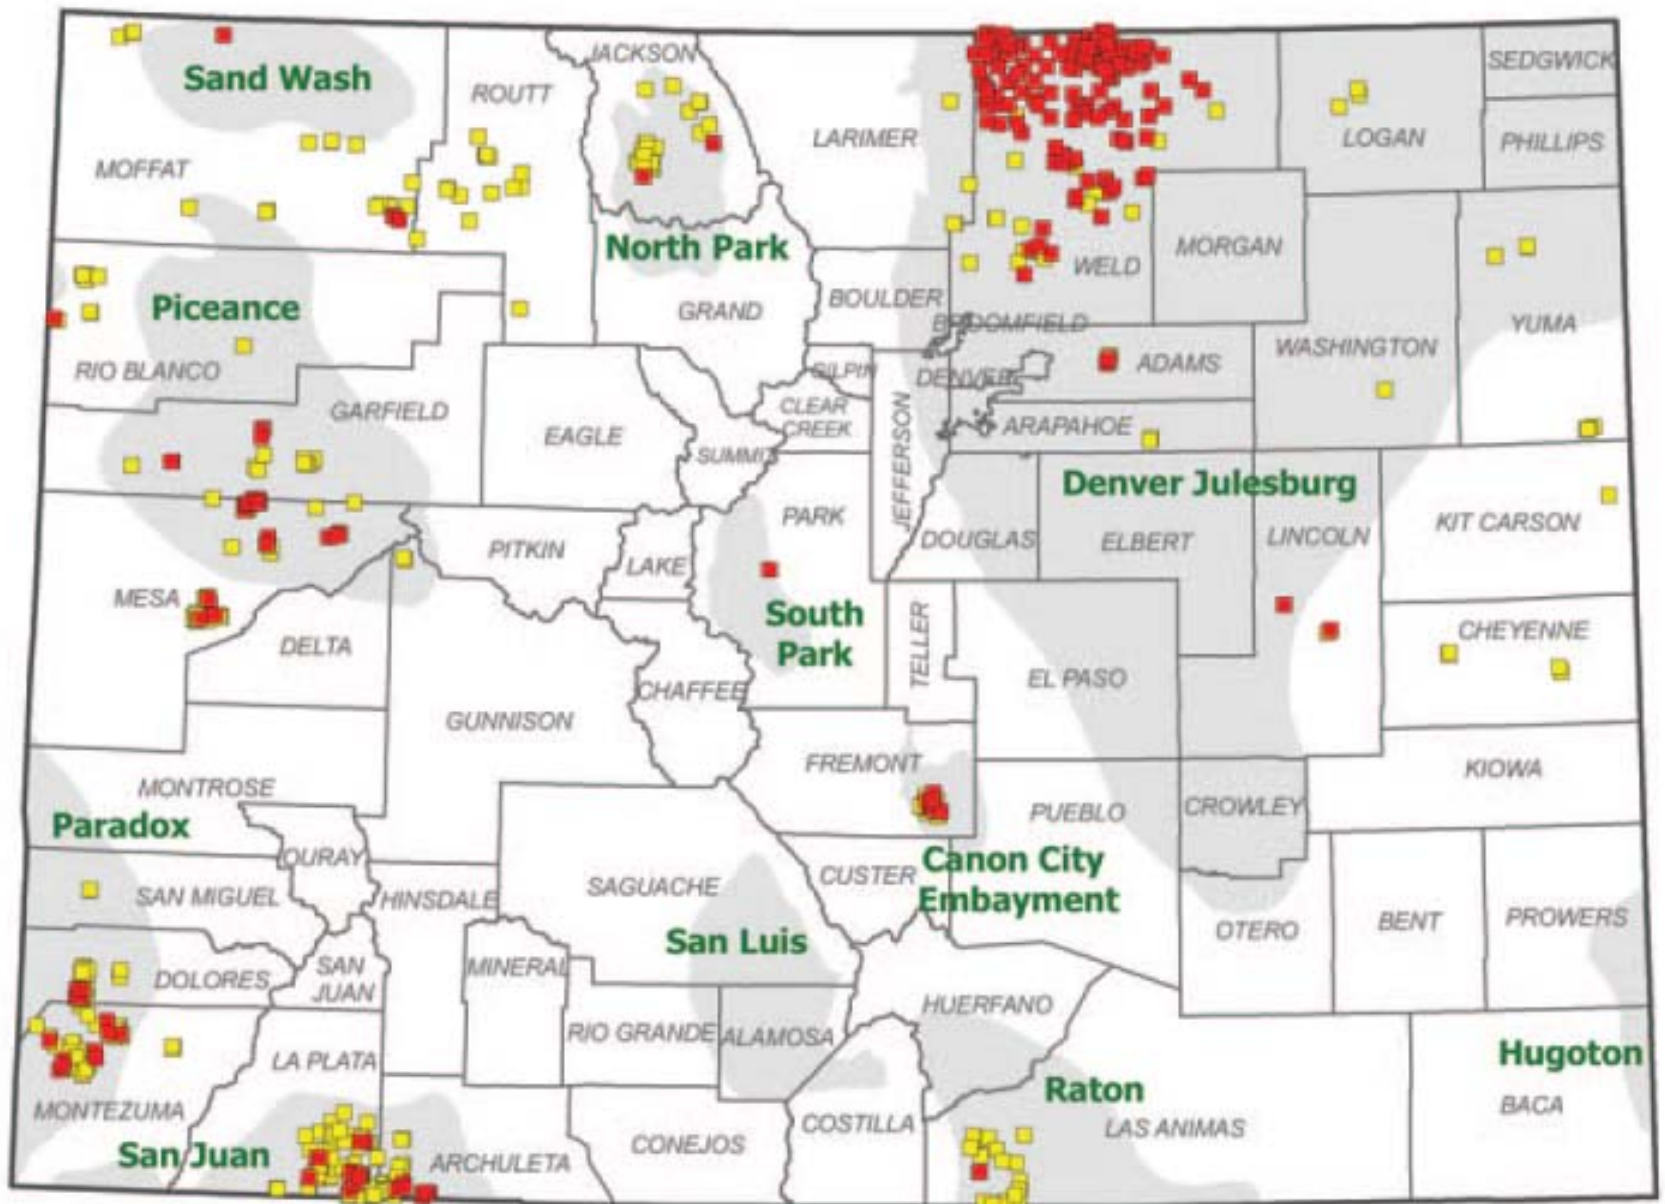 JACKSON
SEDGWICK
Sand Wash
ROUTT
LARIMER
LOGAN
PHILLIPS
MOFFAT
North Park
MORGAN
WELD
Piceance
BOULDER
GRAND
BROOMFIELD
YUMA
RIO BLANCO
GILPIN
DENVER
ADAMS
WASHINGTON
GARFIELD
CLEAR
CREEK
EAGLE
SUMMIT
JEFFERSON
ARAPAHOE
Denver Julesburg
PARK
KIT CARSON
PITKIN
LAKE
DOUGLAS
ELBERT
LINCOLN
MESA
South
Park
TELLER
CHEYENNE
DELTA
EL PASO
CHAFFEE
GUNNISON
FREMONT
KIOWA
MONTROSE
PUEBLO
CROWLEY
Paradox
OURAY
Canon City
Embayment
SAN MIGUEL
HINSDALE
SAGUACHE
CUSTER
San Luis
OTERO
BENT
PROWERS
DOLORES
SAN
JUAN
MINERAL
HUERFANO
RIO GRANDE
ALAMOSA
LA PLATA
Hugoton
Raton
MONTEZUMA
BACA
San Juan
ARCHULETA
CONEJOS
COSTILLA
LAS ANIMAS